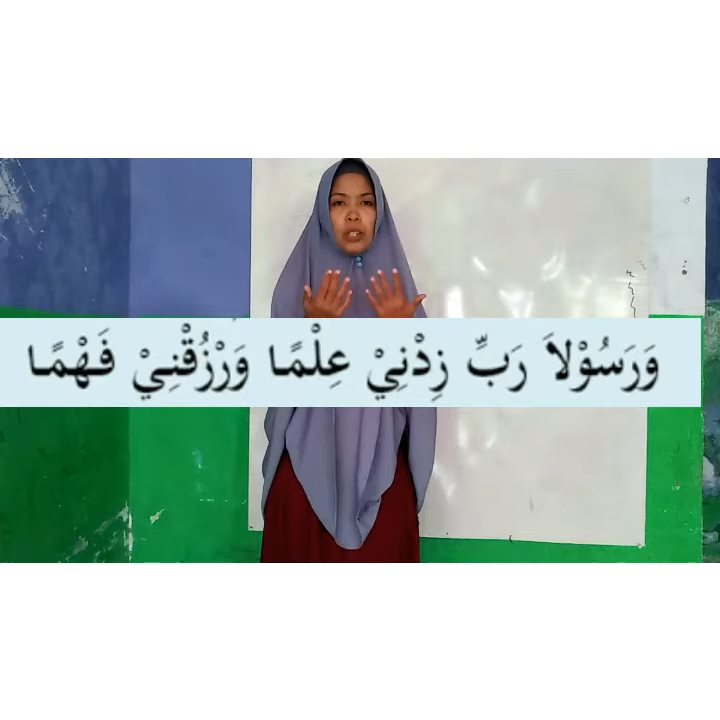 وَرَسُوْلاَ رَبِّ زِدْنِيْ عِلْمًا وَرْزُقْنِيْ فَهْمًا